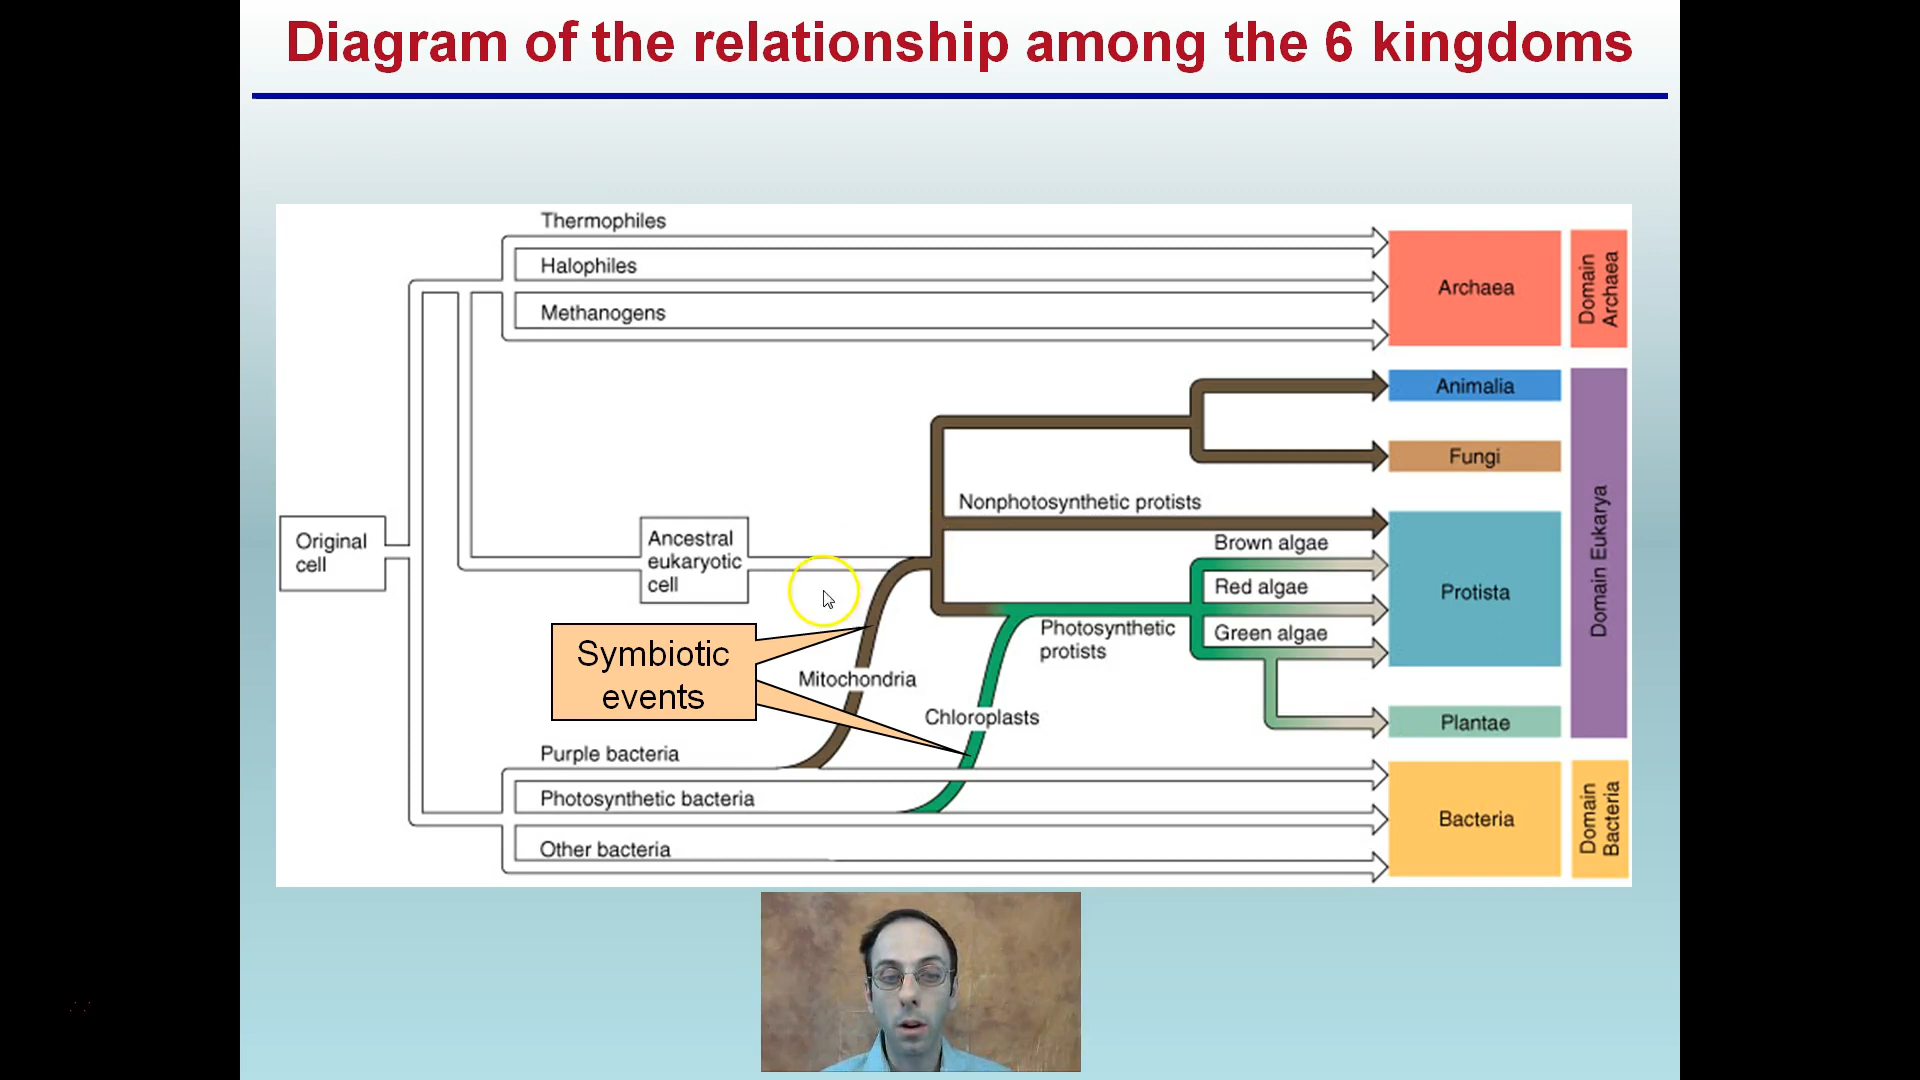 Diagram of the relationship among the 6 kingdoms
Thermophiles
Halophiles
Methanogens
Archaea
Domain
Archaea
Animalia
Fungi
Nonphotosynthetic protists
Brown algae
Red algae
Green algae
Photosynthetic
protists
Protista
Plantae
Domain Eukarya
Original
cell
Ancestral
eukaryotic
cell
Symbiotic
events
Mitochondria
Chloroplasts
Purple bacteria
Photosynthetic bacteria
Other bacteria
Bacteria
Domain
Bacteria